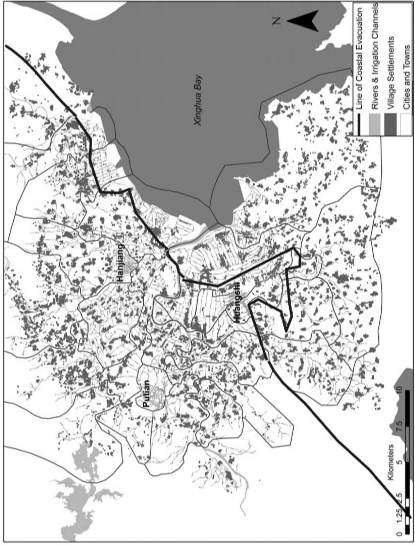 Xinghua Bay
N
Hanjiang
Huangshi
Putian
Line of Coastal Evacuation
Rivers & Irrigation Channels
Village Settlements
Cities and Towns
Kilometers
0 1.25 2.5 5 7.5 10